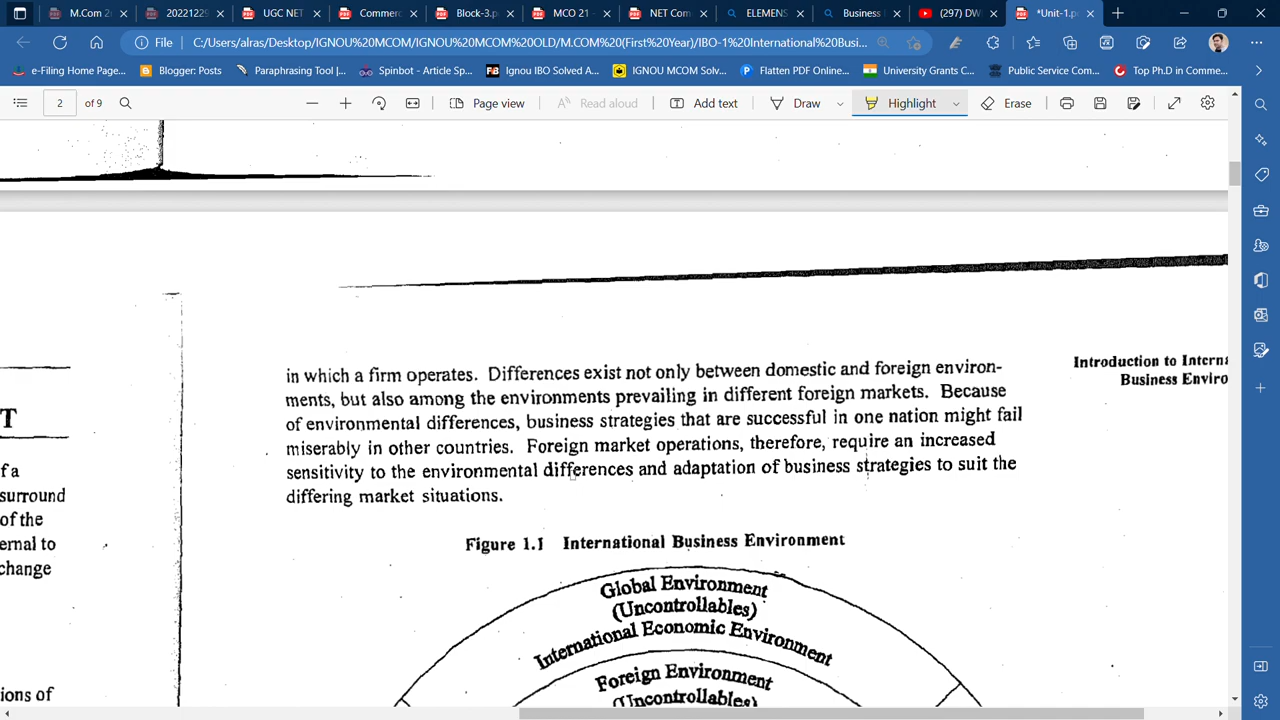 M.Com 2
20221229
UGC NET
Commerc
Block-3.p
MCO 21
NET Com
ELEMENS
Business
(297) DW
*Unit-1.p
File
C:/Users/alras/Desktop/IGNOU%20MCOM/IGNOU%20MCOM%20OLD/M.COM%20(First%20Year)/IBO-1%20International%20Busi...
e-Filing Home Page...
Blogger: Posts
Paraphrasing Tool |...
Spinbot - Article Sp...
Ignou IBO Solved A...
IGNOU MCOM Solv...
Flatten PDF Online...
University Grants C...
Public Service Com...
Top Ph.D in Comme...
2
of 9
Page view
Read aloud
Add text
Draw
Highlight
Erase
Introduction to Interna
Business Enviro
in which a firm operates. Differences exist not only between domestic and foreign environ-
ments, but also among the environments prevailing in different foreign markets. Because
of environmental differences, business strategies that are successful in one nation might fail
miserably in other countries. Foreign market operations, therefore, require an increased
sensitivity to the environmental differences and adaptation of business strategies to suit the
differing market situations.
T
f a
surround
of the
ernal to
change
ions of
Figure 1.1 International Business Environment
Global Environment
(Uncontrollables)
International Economic Environment
Foreign Environment
(Uncontrollables)